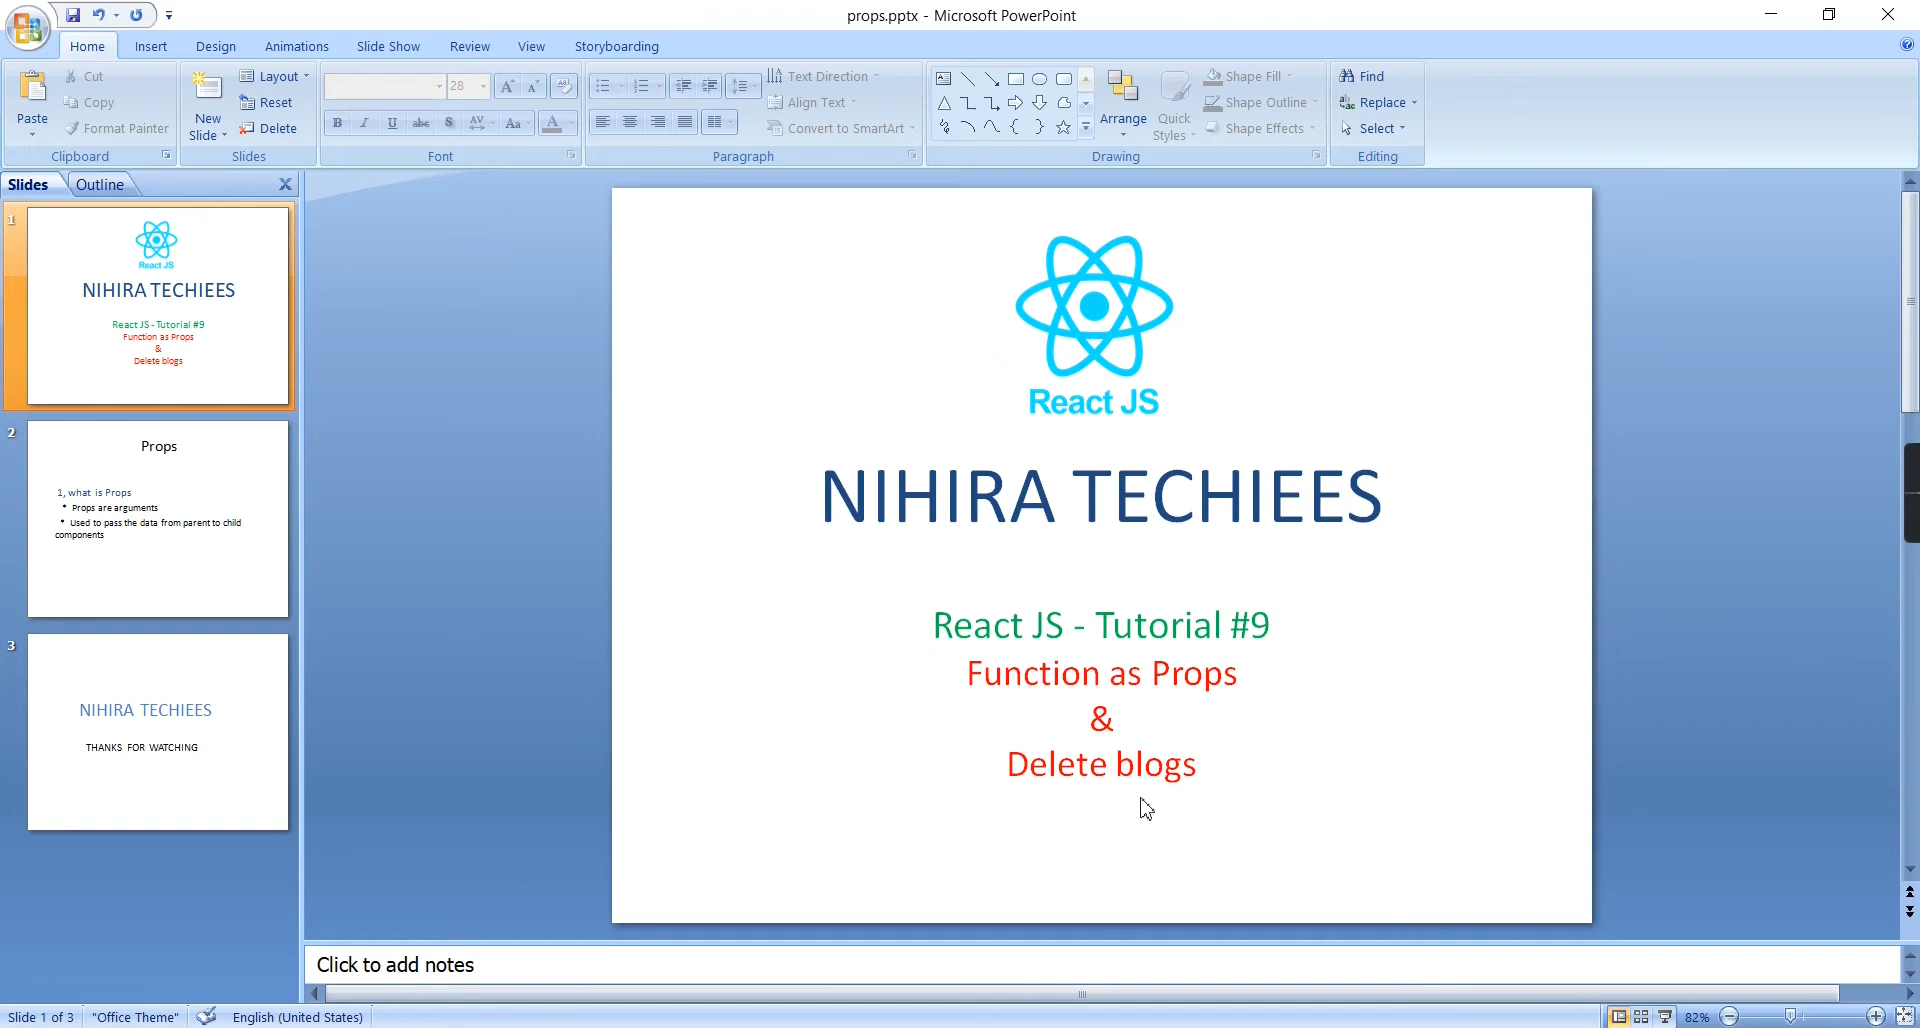 props.pptx - Microsoft PowerPoint
Home Insert Design Animations Slide Show Review View Storyboarding
Paste
Cut
Copy
Format Painter
Clipboard
New Slide
Layout
Reset
Delete
Slides
28
B I U abc S AV Aa A
Font
Text Direction
Align Text
Convert to SmartArt
Paragraph
Arrange
Quick Styles
Shape Fill
Shape Outline
Shape Effects
Drawing
Find
Replace
Select
Editing
Slides Outline
1
React JS
NIHIRA TECHIEES
React JS - Tutorial #9
Function as Props
&
Delete blogs
2
Props
1, what is Props
* Props are arguments
* Used to pass the data from parent to child
components
3
NIHIRA TECHIEES
THANKS FOR WATCHING
React JS
NIHIRA TECHIEES
React JS - Tutorial #9
Function as Props
&
Delete blogs
Click to add notes
Slide 1 of 3 "Office Theme" English (United States) 82%